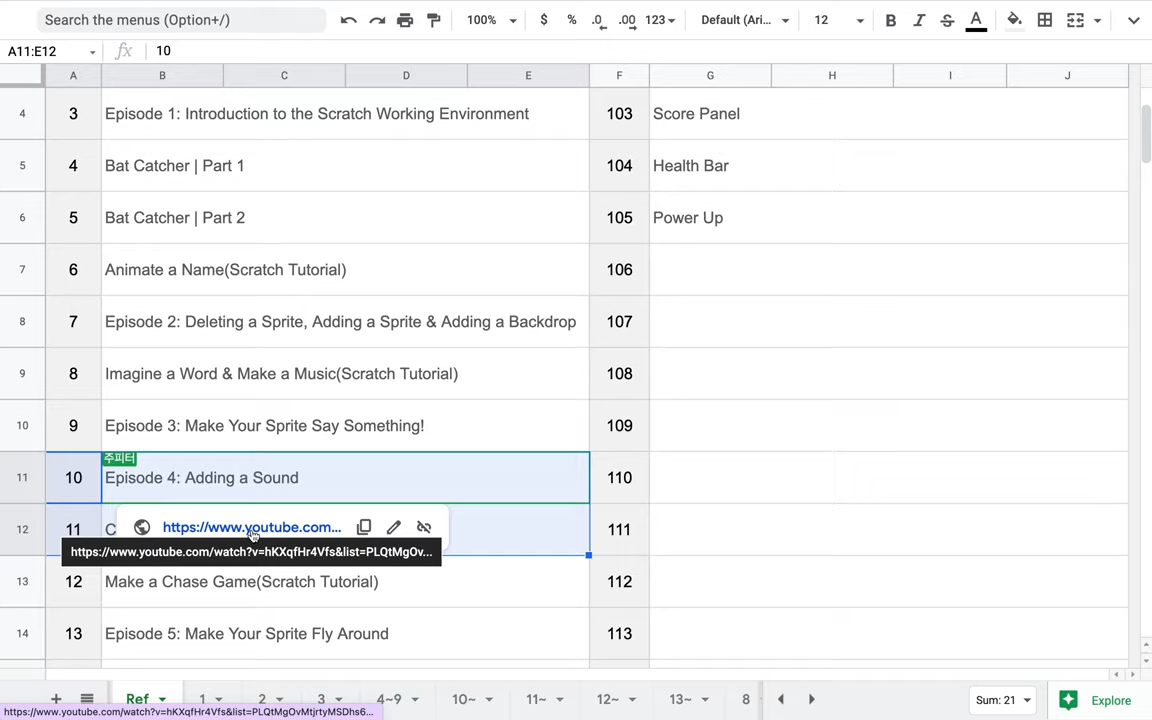 Search the menus (Option+/) 100% $ % .0 .00 123 Default (Ari... 12 B I S A
A11:E12 fx 10
A B C D E F G H I J
4 3 Episode 1: Introduction to the Scratch Working Environment 103 Score Panel
5 4 Bat Catcher | Part 1 104 Health Bar
6 5 Bat Catcher | Part 2 105 Power Up
7 6 Animate a Name(Scratch Tutorial) 106
8 7 Episode 2: Deleting a Sprite, Adding a Sprite & Adding a Backdrop 107
9 8 Imagine a Word & Make a Music(Scratch Tutorial) 108
10 9 Episode 3: Make Your Sprite Say Something! 109
주피터
11 10 Episode 4: Adding a Sound 110
12 11 C https://www.youtube.com... 111
https://www.youtube.com/watch?v=hKXqfHr4Vfs&list=PLQtMgOv...
13 12 Make a Chase Game(Scratch Tutorial) 112
14 13 Episode 5: Make Your Sprite Fly Around 113
+ Ref 1 2 3 4~9 10~ 11~ 12~ 13~ 8 Sum: 21 Explore
https://www.youtube.com/watch?v=hKXqfHr4Vfs&list=PLQtMgOvMtjrtyMSDhs6...